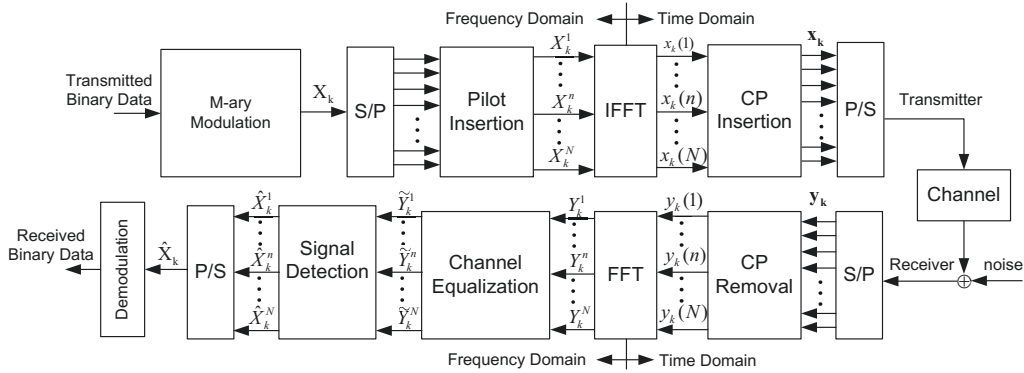 Frequency Domain
Time Domain
Transmitted
Binary Data
M-ary
Modulation
X_k
S/P
Pilot
Insertion
X_k^1
X_k^n
X_k^N
IFFT
x_k(1)
x_k(n)
x_k(N)
CP
Insertion
x_k
P/S
Transmitter
Channel
noise
Receiver
S/P
y_k
CP
Removal
y_k(1)
y_k(n)
y_k(N)
FFT
Y_k^1
Y_k^n
Y_k^N
Channel
Equalization
Ỹ_k^1
Ỹ_k^n
Ỹ_k^N
Signal
Detection
X̂_k^1
X̂_k^n
X̂_k^N
P/S
X̂_k
Demodulation
Received
Binary Data
Frequency Domain
Time Domain